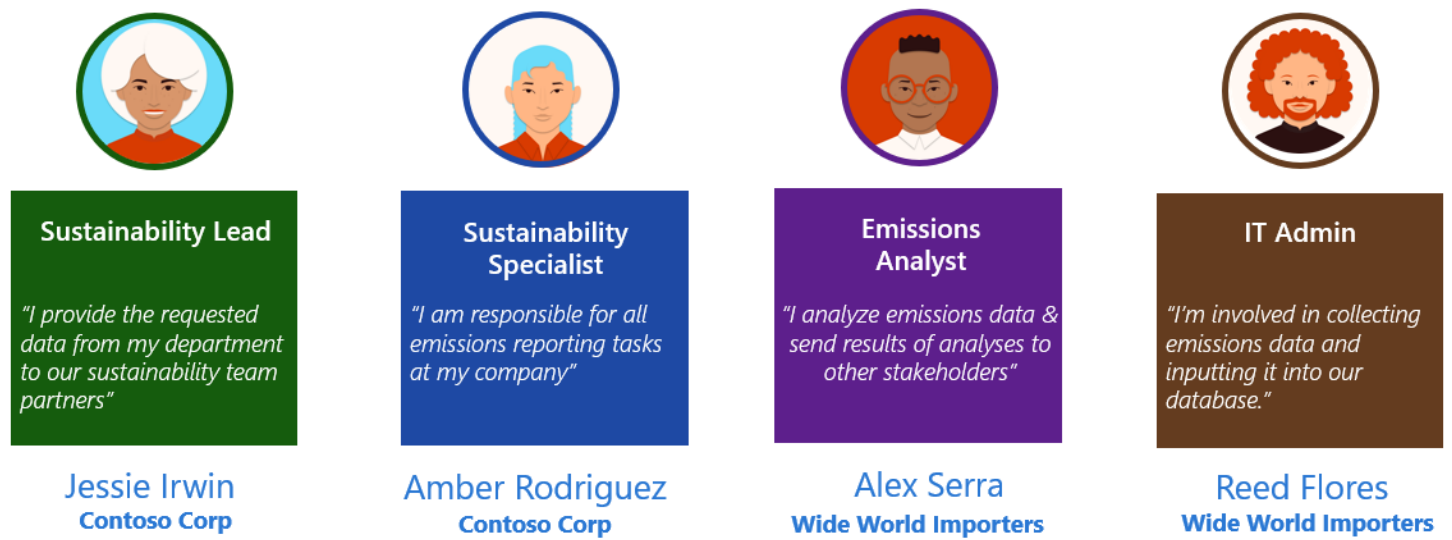 Sustainability Lead
"I provide the requested
data from my department
to our sustainability team
partners"
Jessie Irwin
Contoso Corp
Sustainability
Specialist
"I am responsible for all
emissions reporting tasks
at my company"
Amber Rodriguez
Contoso Corp
Emissions
Analyst
"I analyze emissions data &
send results of analyses to
other stakeholders"
Alex Serra
Wide World Importers
IT Admin
"I'm involved in collecting
emissions data and
inputting it into our
database."
Reed Flores
Wide World Importers